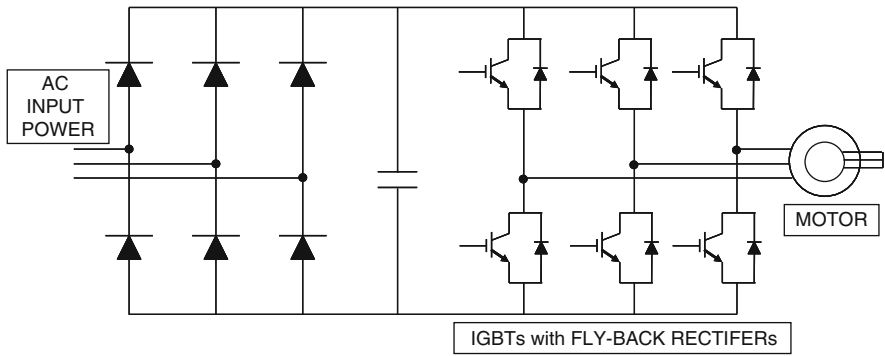 AC
INPUT
POWER
MOTOR
IGBTs with FLY-BACK RECTIFERs